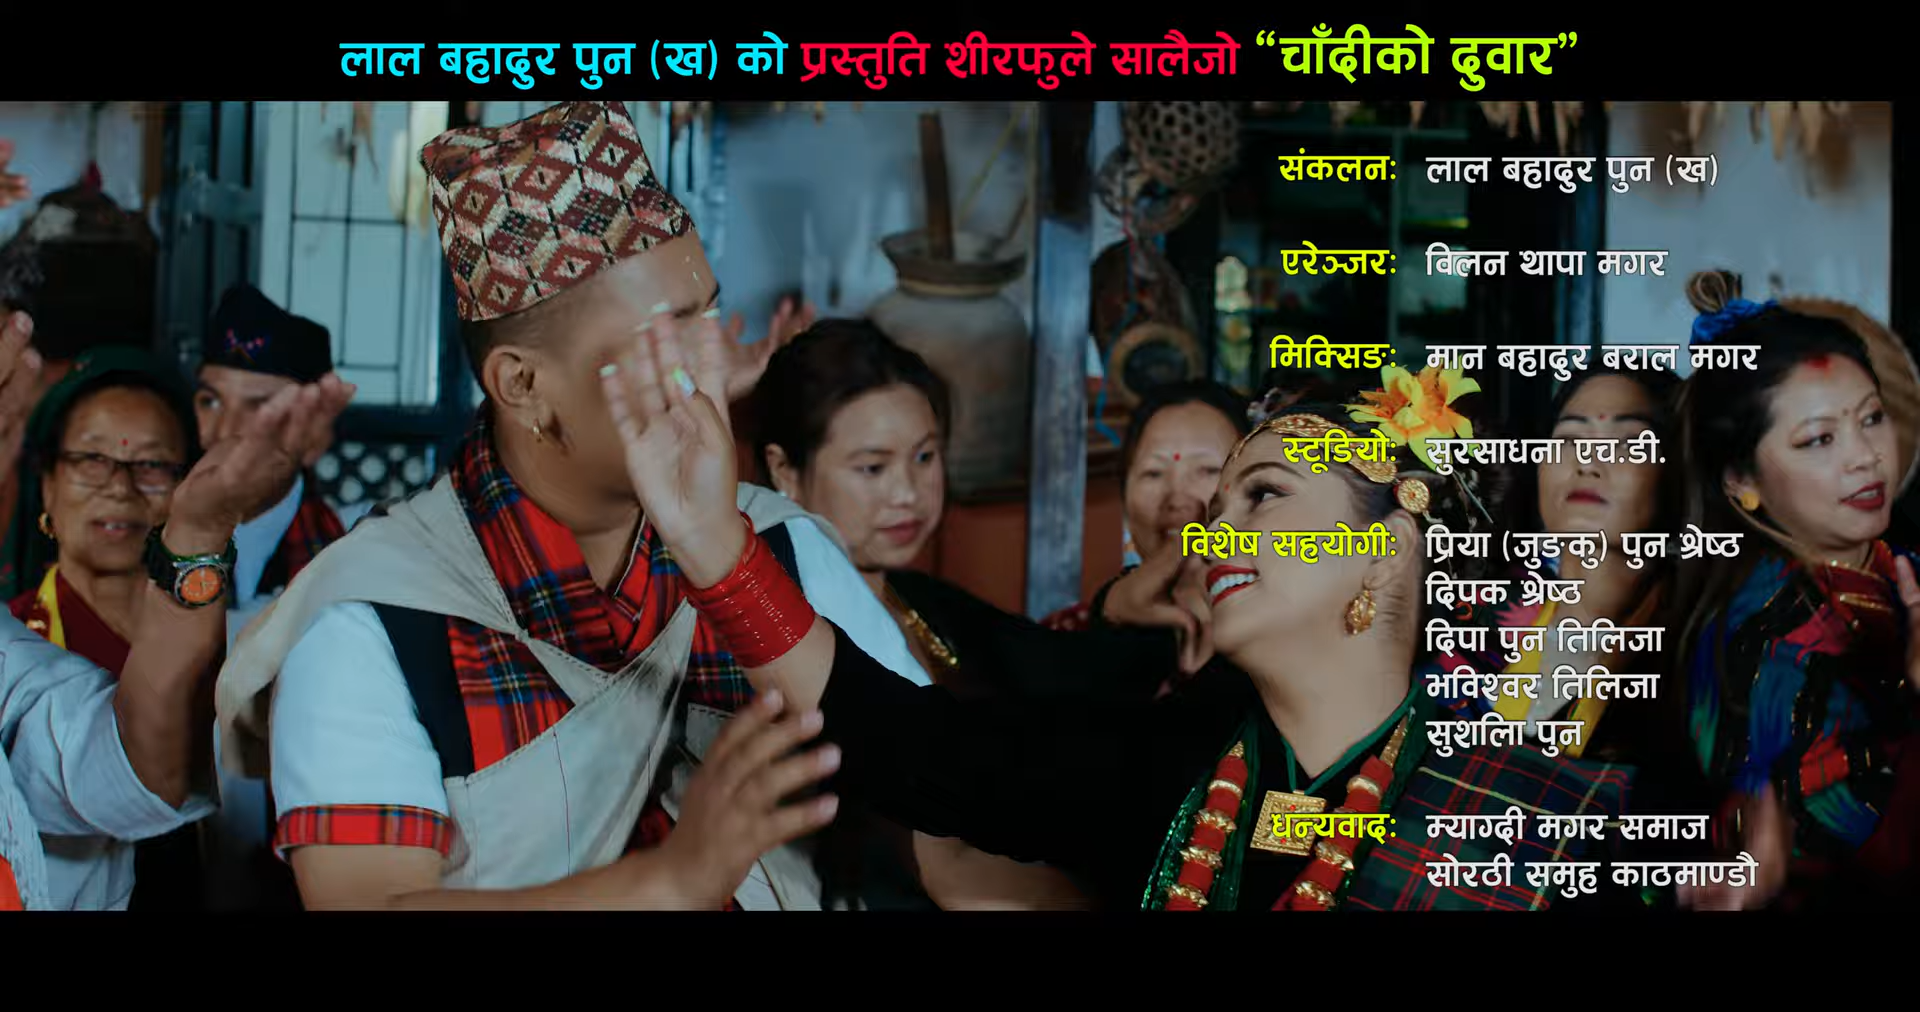 लाल बहादुर पुन (ख) को प्रस्तुति शीरफुले सालैजो “चाँदीको दुवार”
संकलन: लाल बहादुर पुन (ख)
एरेञ्जर: विलन थापा मगर
मिक्सिङ: मान बहादुर बराल मगर
स्टूडियो: सुरसाधना एच.डी.
विशेष सहयोगी: प्रिया (जुङकु) पुन श्रेष्ठ
दिपक श्रेष्ठ
दिपा पुन तिलिजा
भविश्वर तिलिजा
सुशलिा पुन
धन्यवाद: म्याग्दी मगर समाज
सोरठी समुह काठमाण्डौ